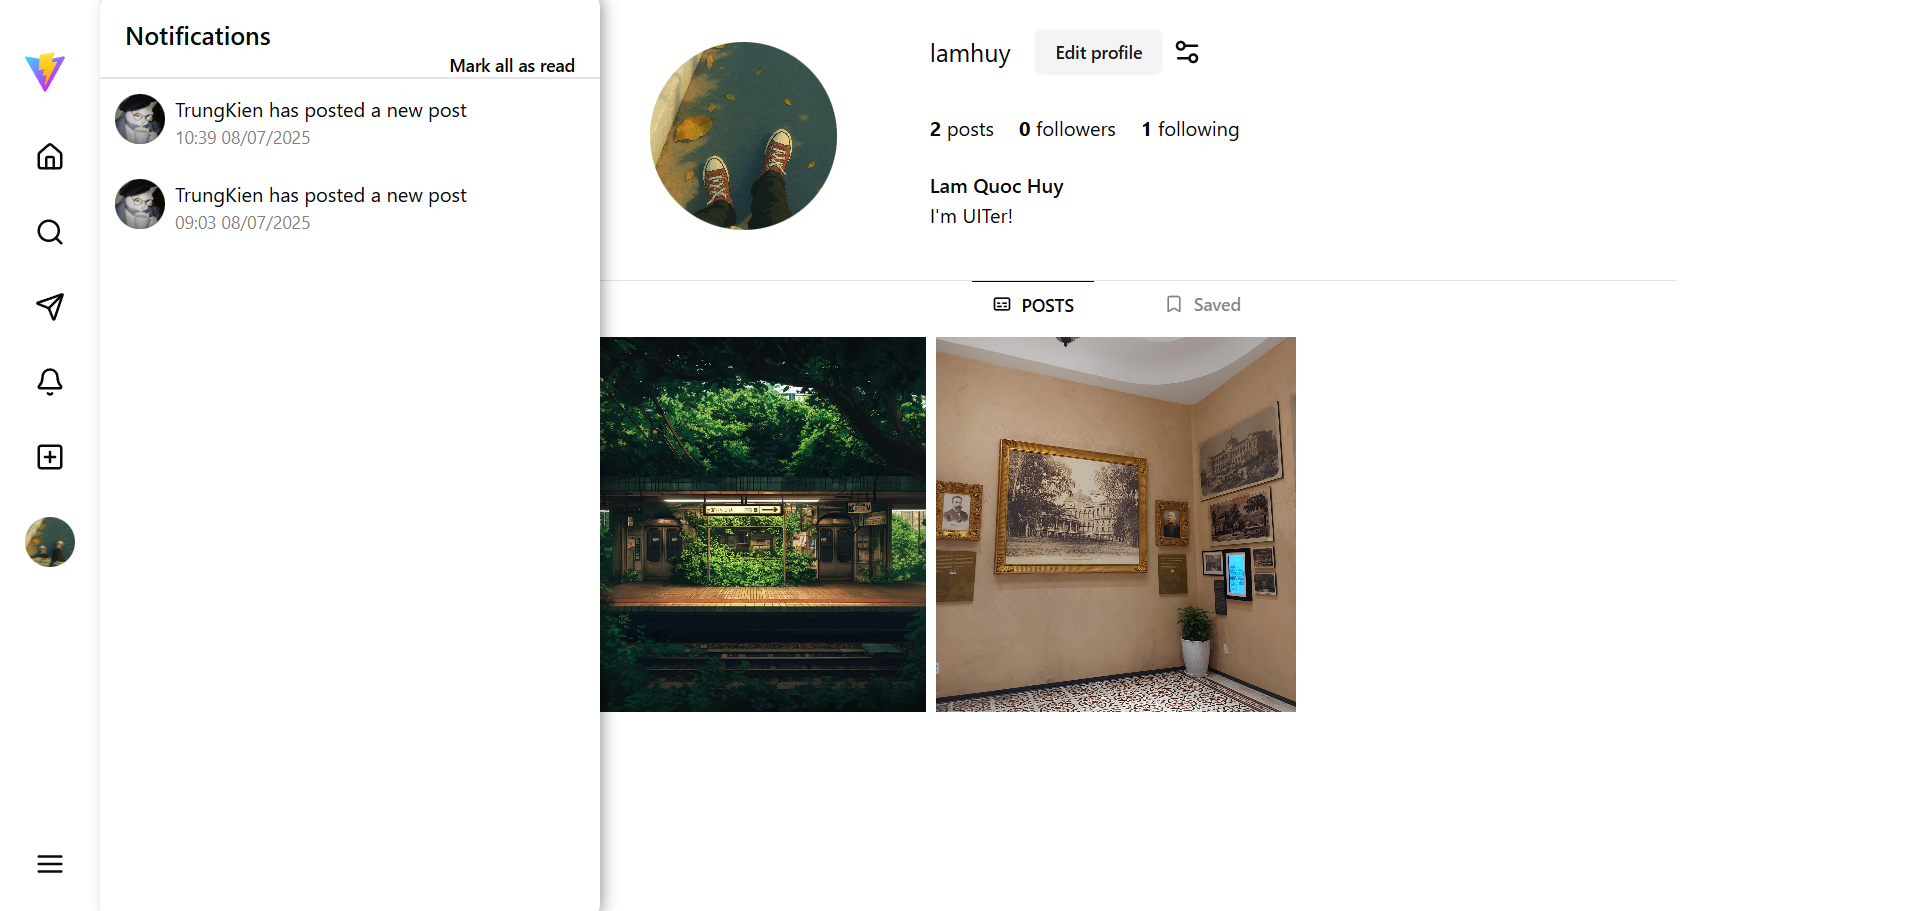 Notifications
Mark all as read
TrungKien has posted a new post
10:39 08/07/2025
TrungKien has posted a new post
09:03 08/07/2025
lamhuy
Edit profile
2 posts 0 followers 1 following
Lam Quoc Huy
I'm UITer!
POSTS
Saved